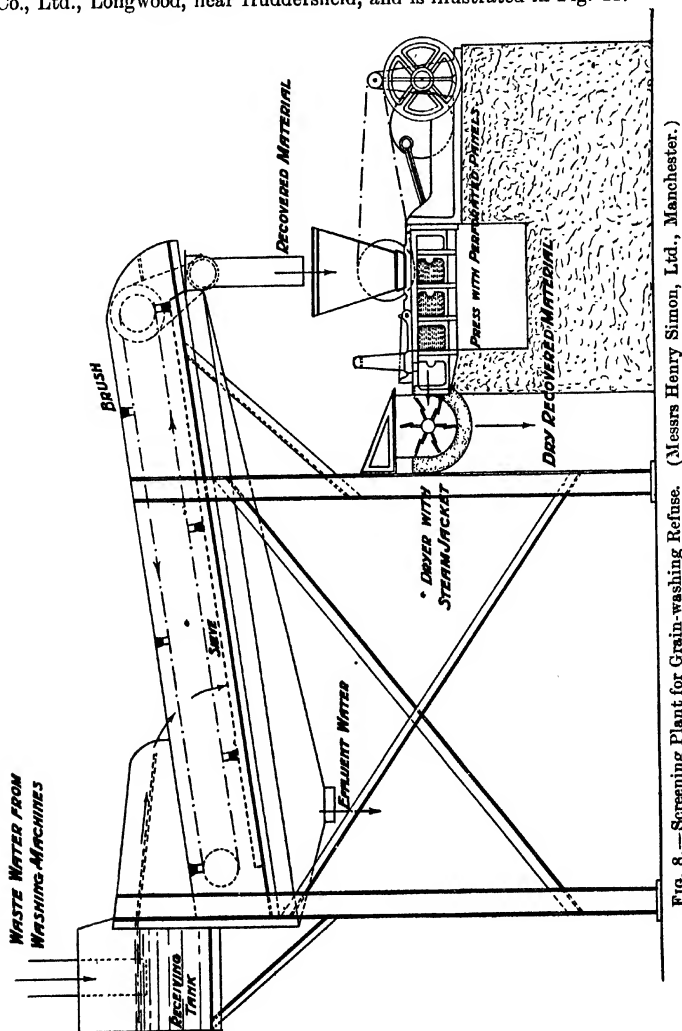 Co., Ltd., Longwood, near Huddersfield, and is illustrated in Fig.
WASTE WATER FROM
WASHING MACHINES
RECEIVING
TANK
BRUSH
SIEVE
EFFLUENT WATER
RECOVERED MATERIAL
DRYER WITH
STEAM JACKET
PRESS WITH PERFORATED PANELS
DRY RECOVERED MATERIAL
FIG. 8.—Screening Plant for Grain-washing Refuse. (Messrs Henry Simon, Ltd., Manchester.)